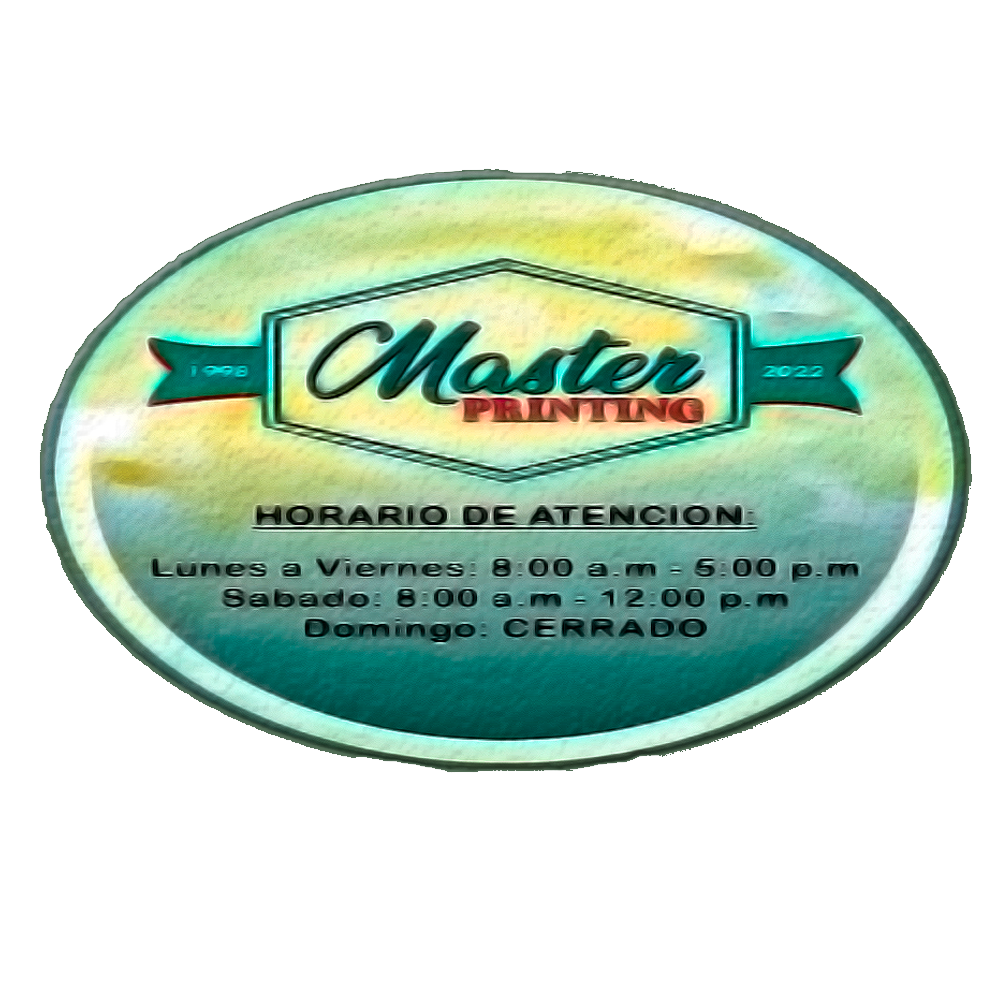 Master
PRINTING
1998
2022
HORARIO DE ATENCION:
Lunes a Viernes: 8:00 a.m - 5:00 p.m
Sabado: 8:00 a.m - 12:00 p.m
Domingo: CERRADO